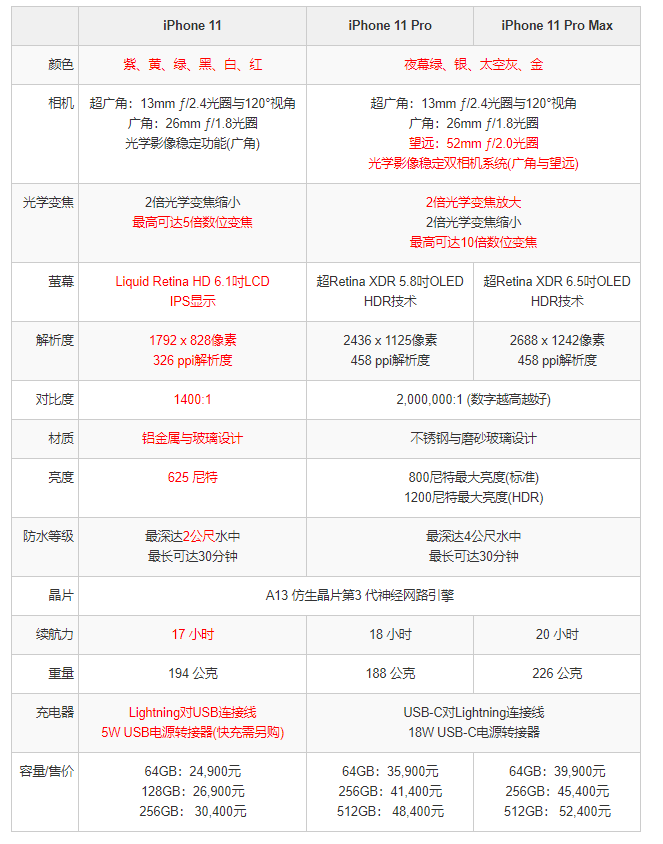 iPhone 11 iPhone 11 Pro iPhone 11 Pro Max
颜色 紫、黄、绿、黑、白、红 夜幕绿、银、太空灰、金
相机 超广角：13mm ƒ/2.4光圈与120°视角 超广角：13mm ƒ/2.4光圈与120°视角
广角：26mm ƒ/1.8光圈 广角：26mm ƒ/1.8光圈
光学影像稳定功能(广角) 望远：52mm ƒ/2.0光圈
光学影像稳定双相机系统(广角与望远)
光学变焦 2倍光学变焦缩小 2倍光学变焦放大
最高可达5倍数位变焦 2倍光学变焦缩小
最高可达10倍数位变焦
萤幕 Liquid Retina HD 6.1吋LCD 超Retina XDR 5.8吋OLED 超Retina XDR 6.5吋OLED
IPS显示 HDR技术 HDR技术
解析度 1792 x 828像素 2436 x 1125像素 2688 x 1242像素
326 ppi解析度 458 ppi解析度 458 ppi解析度
对比度 1400:1 2,000,000:1 (数字越高越好)
材质 铝金属与玻璃设计 不锈钢与磨砂玻璃设计
亮度 625 尼特 800尼特最大亮度(标准)
1200尼特最大亮度(HDR)
防水等级 最深达2公尺水中 最深达4公尺水中
最长可达30分钟 最长可达30分钟
晶片 A13 仿生晶片第3 代神经网路引擎
续航力 17 小时 18 小时 20 小时
重量 194 公克 188 公克 226 公克
充电器 Lightning对USB连接线 USB-C对Lightning连接线
5W USB电源转接器(快充需另购) 18W USB-C电源转接器
容量/售价 64GB：24,900元 64GB：35,900元 64GB：39,900元
128GB：26,900元 256GB：41,400元 256GB：45,400元
256GB：30,400元 512GB：48,400元 512GB：52,400元